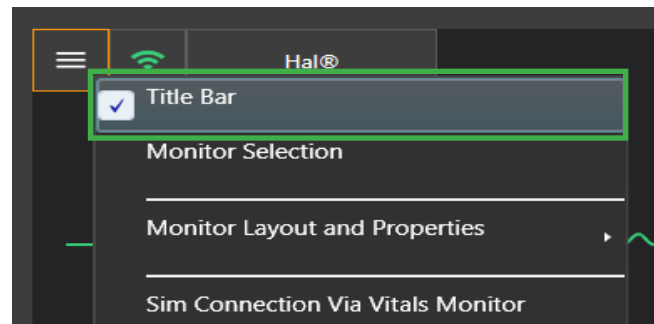 Hal®
Title Bar
Monitor Selection
Monitor Layout and Properties
Sim Connection Via Vitals Monitor